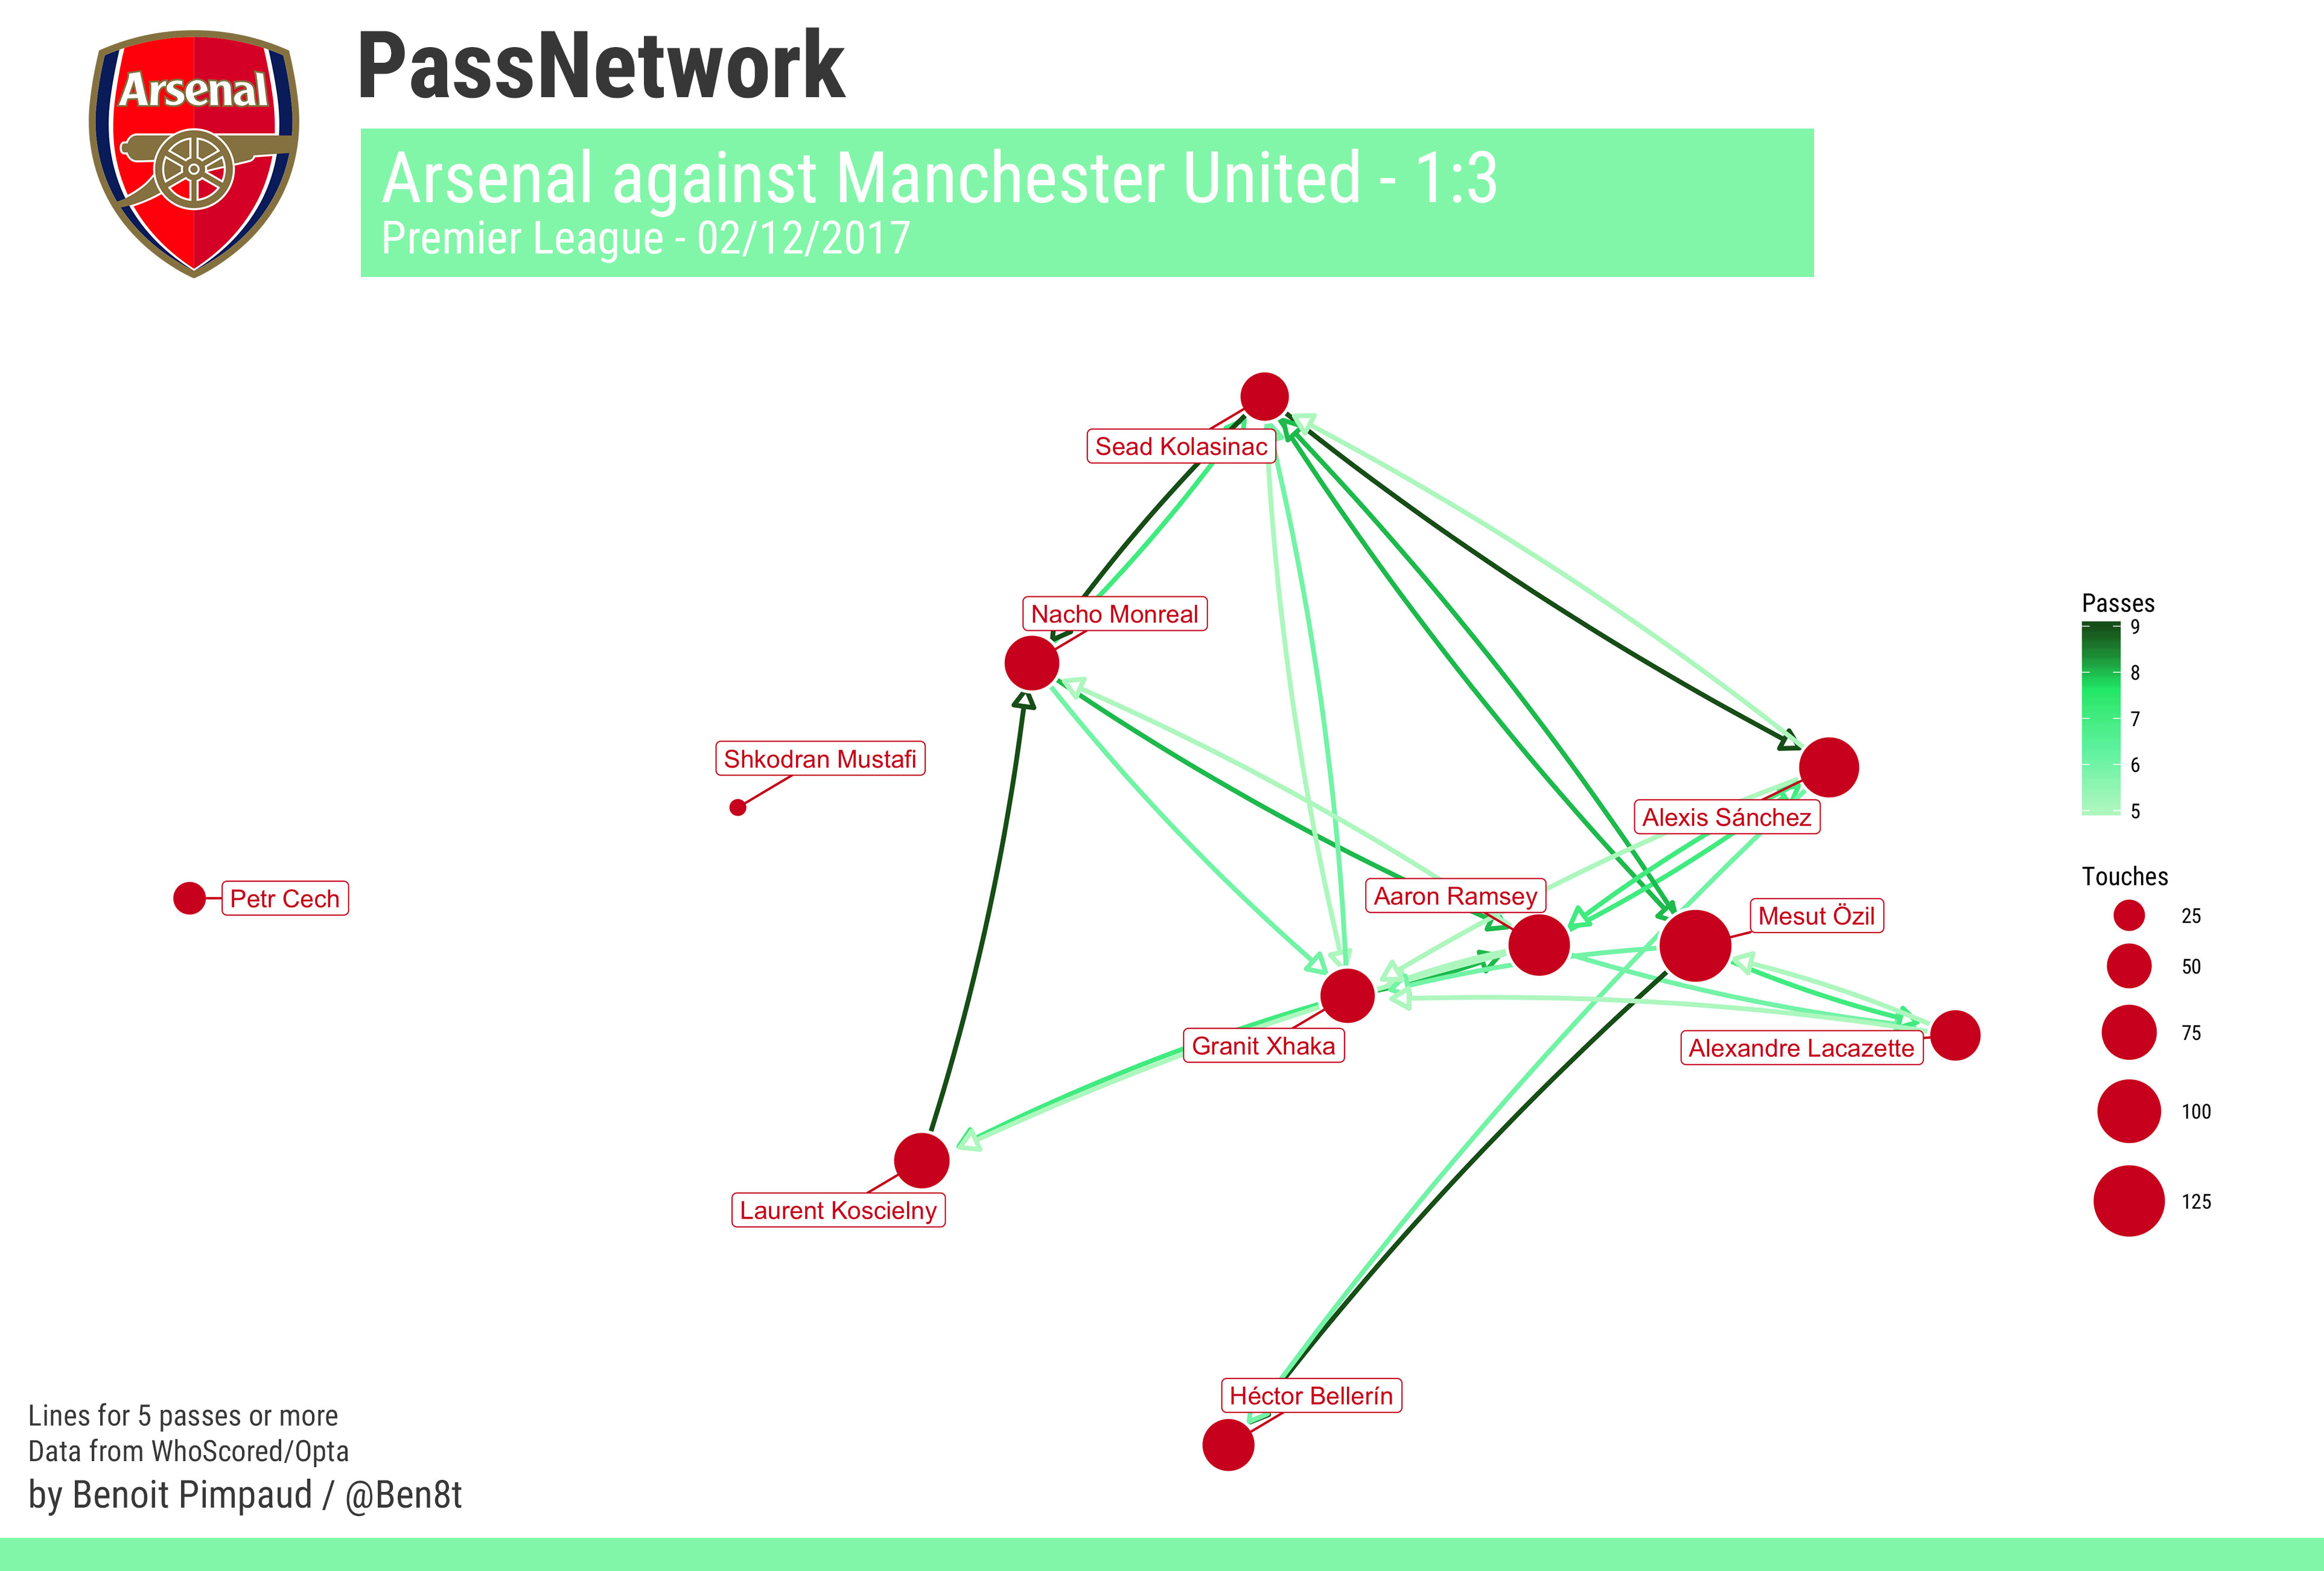 Arsenal
PassNetwork
Arsenal against Manchester United - 1:3
Premier League - 02/12/2017
Sead Kolasinac
Nacho Monreal
Shkodran Mustafi
Petr Cech
Alexis Sánchez
Aaron Ramsey
Mesut Özil
Granit Xhaka
Alexandre Lacazette
Laurent Koscielny
Héctor Bellerín
Passes
9
8
7
6
5
Touches
25
50
75
100
125
Lines for 5 passes or more
Data from WhoScored/Opta
by Benoit Pimpaud / @Ben8t